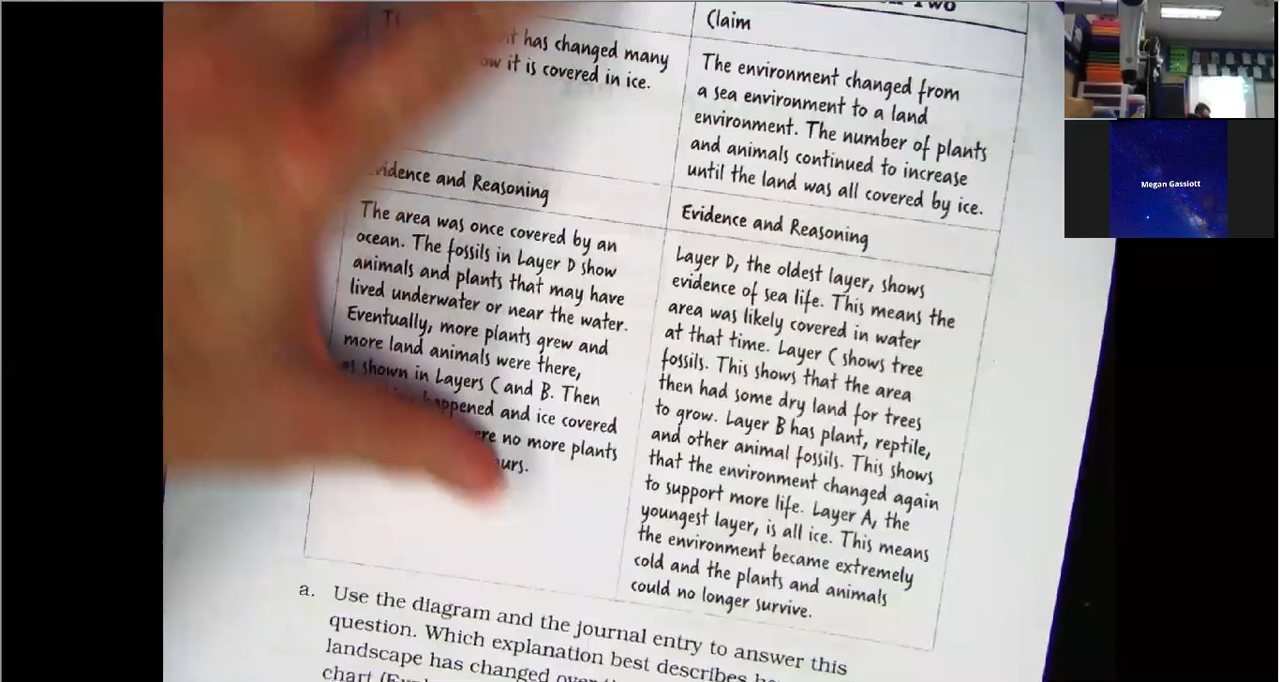 Two
has changed many
it is covered in ice.
Evidence and Reasoning
The area was once covered by an
ocean. The fossils in Layer D show
animals and plants that may have
lived underwater or near the water.
Eventually, more plants grew and
more land animals were there,
as shown in Layers C and B. Then
happened and ice covered
no more plants
Claim
The environment changed from
a sea environment to a land
environment. The number of plants
and animals continued to increase
until the land was all covered by ice.
Evidence and Reasoning
Layer D, the oldest layer, shows
evidence of sea life. This means the
area was likely covered in water
at that time. Layer C shows tree
fossils. This shows that the area
then had some dry land for trees
to grow. Layer B has plant, reptile,
and other animal fossils. This shows
that the environment changed again
to support more life. Layer A, the
youngest layer, is all ice. This means
the environment became extremely
cold and the plants and animals
could no longer survive.
a. Use the diagram and the journal entry to answer this
question. Which explanation best describes
landscape has changed
chart
Megan Gassiott